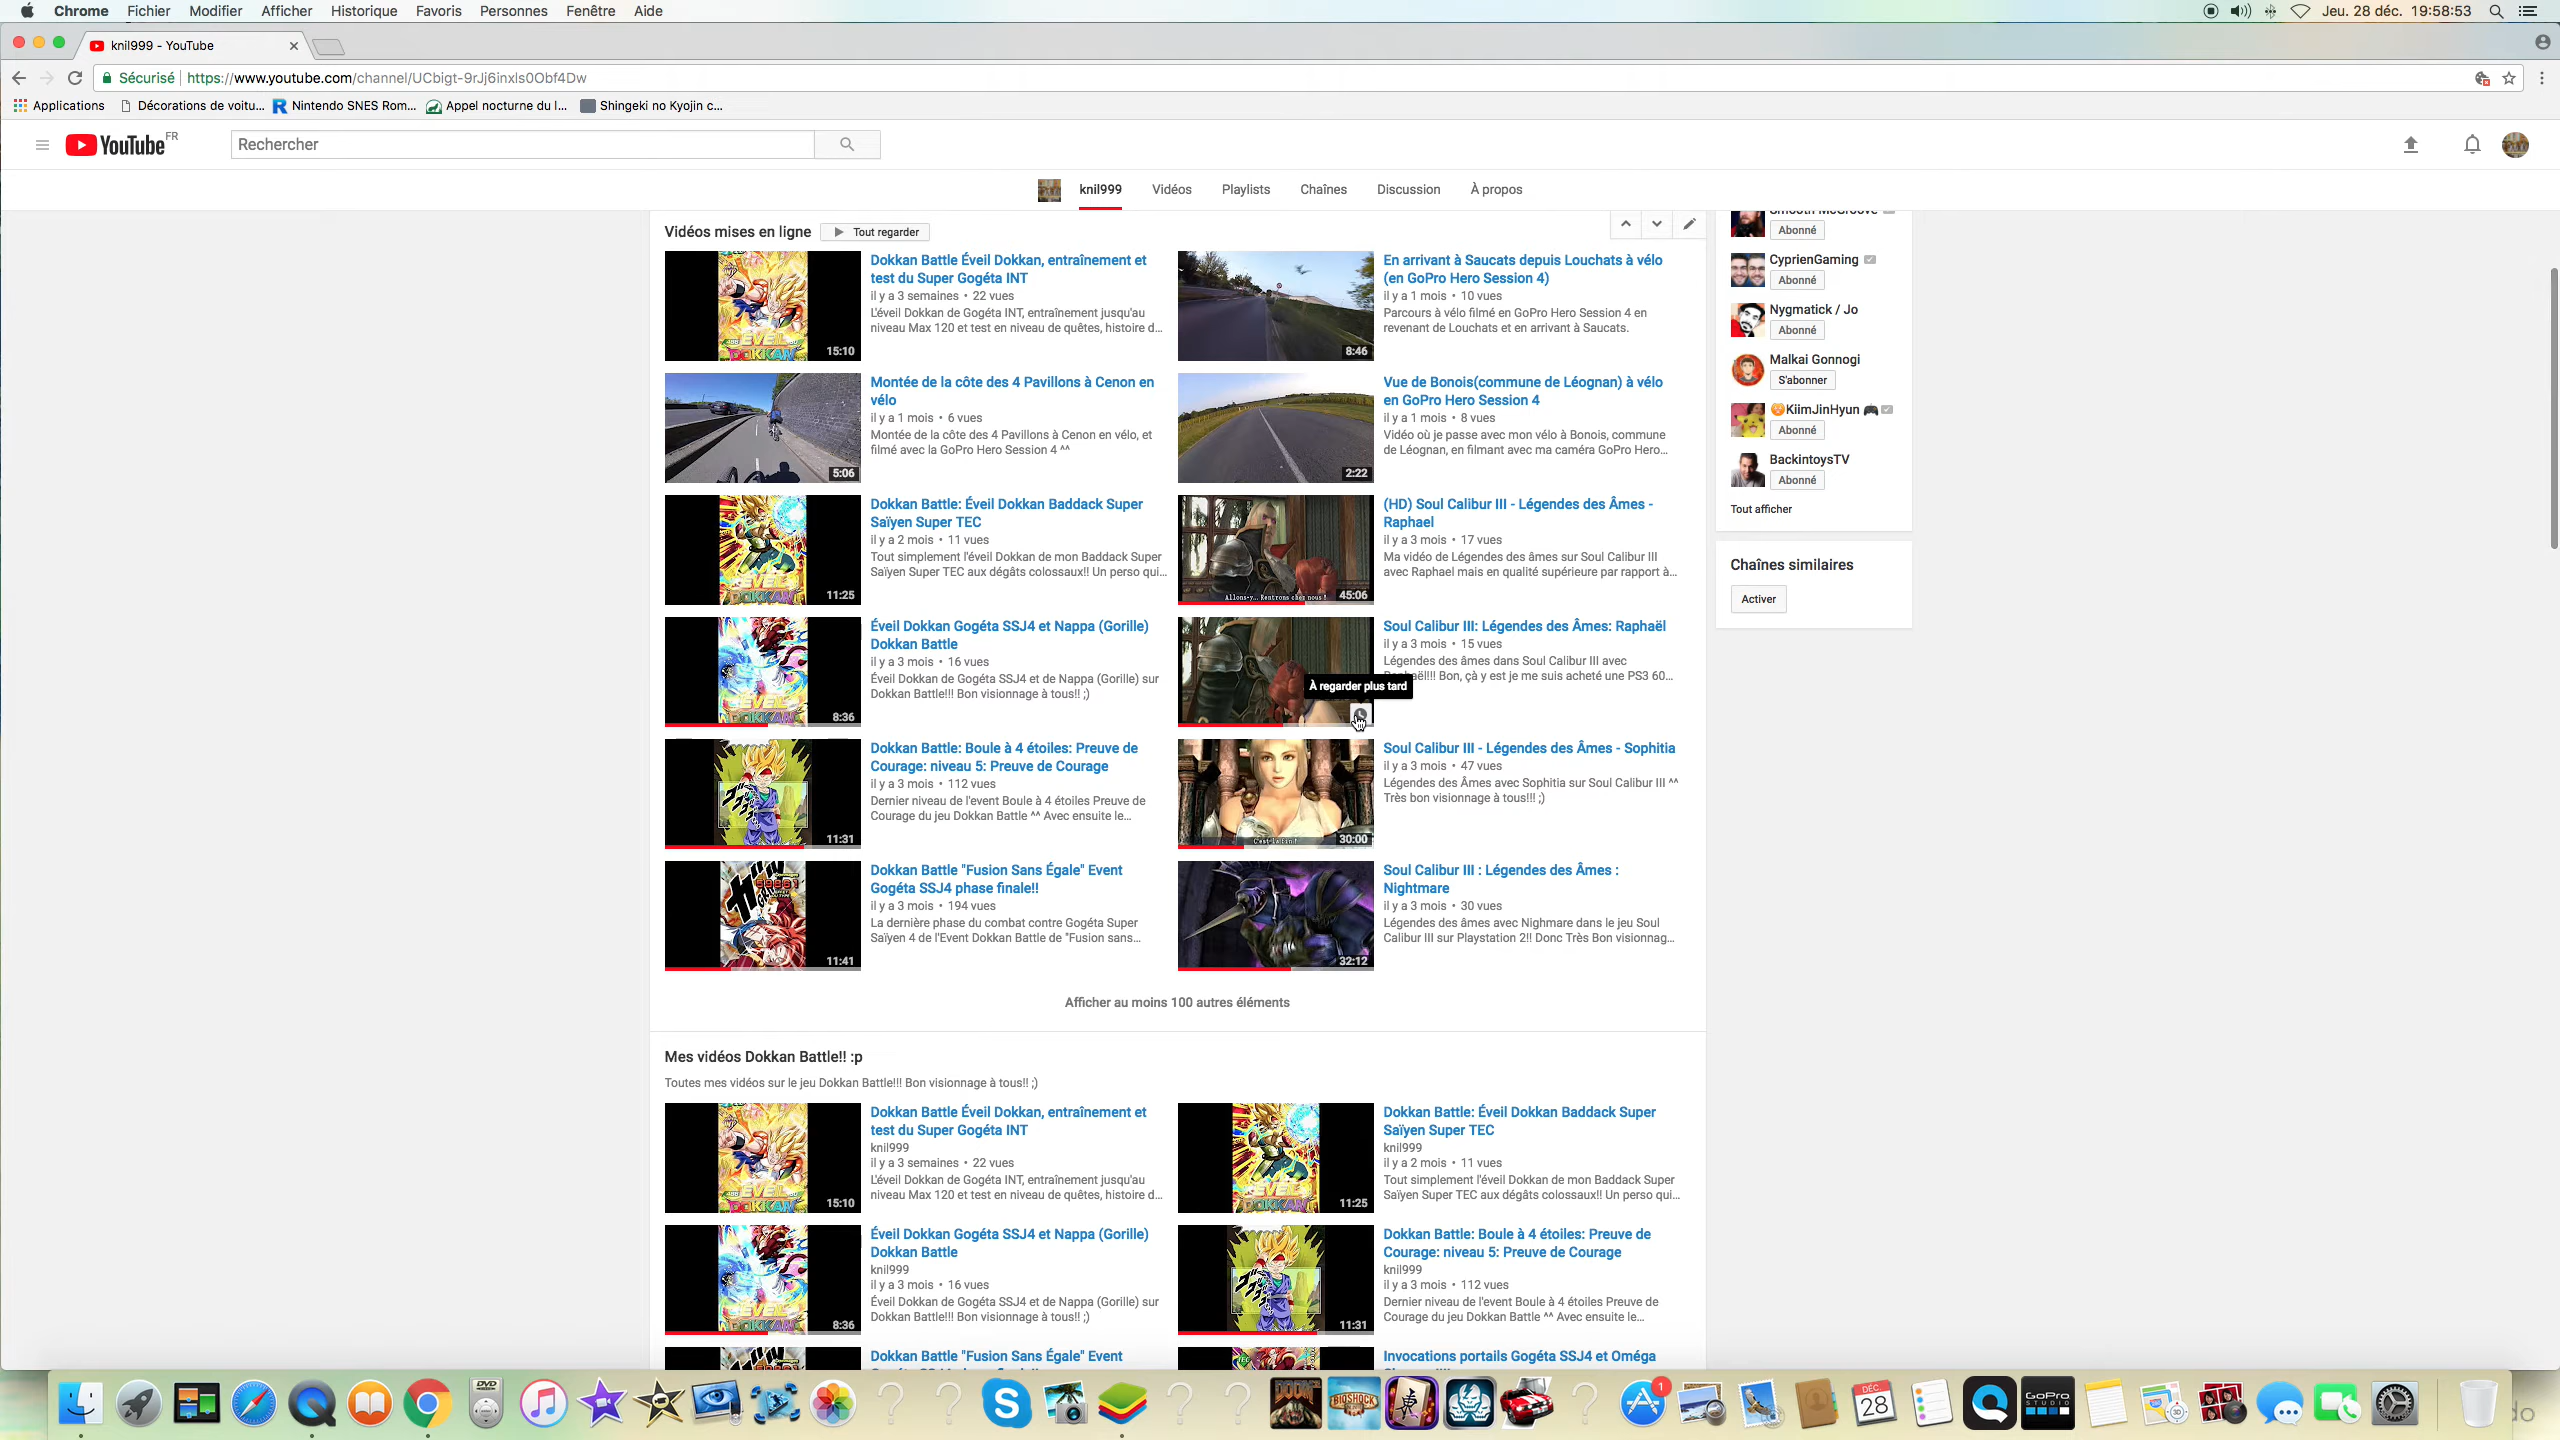 Chrome Fichier Modifier Afficher Historique Favoris Personnes Fenêtre Aide
Jeu. 28 déc. 19:58:53
knil999 - YouTube
Sécurisé https://www.youtube.com/channel/UCbigt-9rJj6inxls0Obf4Dw
Applications Décorations de voitu... Nintendo SNES Rom... Appel nocturne du l... Shingeki no Kyojin c...
YouTube FR
Rechercher
knil999 Vidéos Playlists Chaînes Discussion À propos
Vidéos mises en ligne Tout regarder
Dokkan Battle Éveil Dokkan, entraînement et
test du Super Gogéta INT
il y a 3 semaines • 22 vues
L'éveil Dokkan de Gogéta INT, entraînement jusqu'au
niveau Max 120 et test en niveau de quêtes, histoire d...
15:10
En arrivant à Saucats depuis Louchats à vélo
(en GoPro Hero Session 4)
il y a 1 mois • 10 vues
Parcours à vélo filmé en GoPro Hero Session 4 en
revenant de Louchats et en arrivant à Saucats.
8:46
Montée de la côte des 4 Pavillons à Cenon en
vélo
il y a 1 mois • 6 vues
Montée de la côte des 4 Pavillons à Cenon en vélo, et
filmé avec la GoPro Hero Session 4 ^^
5:06
Vue de Bonois(commune de Léognan) à vélo
en GoPro Hero Session 4
il y a 1 mois • 8 vues
Vidéo où je passe avec mon vélo à Bonois, commune
de Léognan, en filmant avec ma caméra GoPro Hero...
2:22
Dokkan Battle: Éveil Dokkan Baddack Super
Saïyen Super TEC
il y a 2 mois • 11 vues
Tout simplement l'éveil Dokkan de mon Baddack Super
Saïyen Super TEC aux dégâts colossaux!! Un perso qui...
ÉVEIL
DOKKAN
11:25
(HD) Soul Calibur III - Légendes des Âmes -
Raphael
il y a 3 mois • 17 vues
Ma vidéo de Légendes des âmes sur Soul Calibur III
avec Raphael mais en qualité supérieure par rapport à...
Allons-y... Rentrons chez nous !
45:06
Éveil Dokkan Gogéta SSJ4 et Nappa (Gorille)
Dokkan Battle
il y a 3 mois • 16 vues
Éveil Dokkan de Gogéta SSJ4 et de Nappa (Gorille) sur
Dokkan Battle!!! Bon visionnage à tous!! ;)
ÉVEIL
DOKKAN
8:36
Soul Calibur III: Légendes des Âmes: Raphaël
il y a 3 mois • 15 vues
Légendes des âmes dans Soul Calibur III avec
aël!!! Bon, çà y est je me suis acheté une PS3 60...
À regarder plus tard
Dokkan Battle: Boule à 4 étoiles: Preuve de
Courage: niveau 5: Preuve de Courage
il y a 3 mois • 112 vues
Dernier niveau de l'event Boule à 4 étoiles Preuve de
Courage du jeu Dokkan Battle ^^ Avec ensuite le...
11:31
Soul Calibur III - Légendes des Âmes - Sophitia
il y a 3 mois • 47 vues
Légendes des Âmes avec Sophitia sur Soul Calibur III ^^
Très bon visionnage à tous!!! ;)
C'est la fin !
30:00
Dokkan Battle "Fusion Sans Égale" Event
Gogéta SSJ4 phase finale!!
il y a 3 mois • 194 vues
La dernière phase du combat contre Gogéta Super
Saïyen 4 de l'Event Dokkan Battle de "Fusion sans...
11:41
Soul Calibur III : Légendes des Âmes :
Nightmare
il y a 3 mois • 30 vues
Légendes des âmes avec Nighmare dans le jeu Soul
Calibur III sur Playstation 2!! Donc Très Bon visionnag...
32:12
Afficher au moins 100 autres éléments
Mes vidéos Dokkan Battle!! :p
Toutes mes vidéos sur le jeu Dokkan Battle!!! Bon visionnage à tous!! ;)
Dokkan Battle Éveil Dokkan, entraînement et
test du Super Gogéta INT
knil999
il y a 3 semaines • 22 vues
L'éveil Dokkan de Gogéta INT, entraînement jusqu'au
niveau Max 120 et test en niveau de quêtes, histoire d...
15:10
Dokkan Battle: Éveil Dokkan Baddack Super
Saïyen Super TEC
knil999
il y a 2 mois • 11 vues
Tout simplement l'éveil Dokkan de mon Baddack Super
Saïyen Super TEC aux dégâts colossaux!! Un perso qui...
11:25
Éveil Dokkan Gogéta SSJ4 et Nappa (Gorille)
Dokkan Battle
knil999
il y a 3 mois • 16 vues
Éveil Dokkan de Gogéta SSJ4 et de Nappa (Gorille) sur
Dokkan Battle!!! Bon visionnage à tous!! ;)
8:36
Dokkan Battle: Boule à 4 étoiles: Preuve de
Courage: niveau 5: Preuve de Courage
knil999
il y a 3 mois • 112 vues
Dernier niveau de l'event Boule à 4 étoiles Preuve de
Courage du jeu Dokkan Battle ^^ Avec ensuite le...
11:31
Dokkan Battle "Fusion Sans Égale" Event
Invocations portails Gogéta SSJ4 et Oméga
Abonné
CyprienGaming
Abonné
Nygmatick / Jo
Abonné
Malkai Gonnogi
S'abonner
KiimJinHyun
Abonné
BackintoysTV
Abonné
Tout afficher
Chaînes similaires
Activer
DVD
DOOM
BIOSHOCK
1
DÉC.
28
GoPro
STUDIO